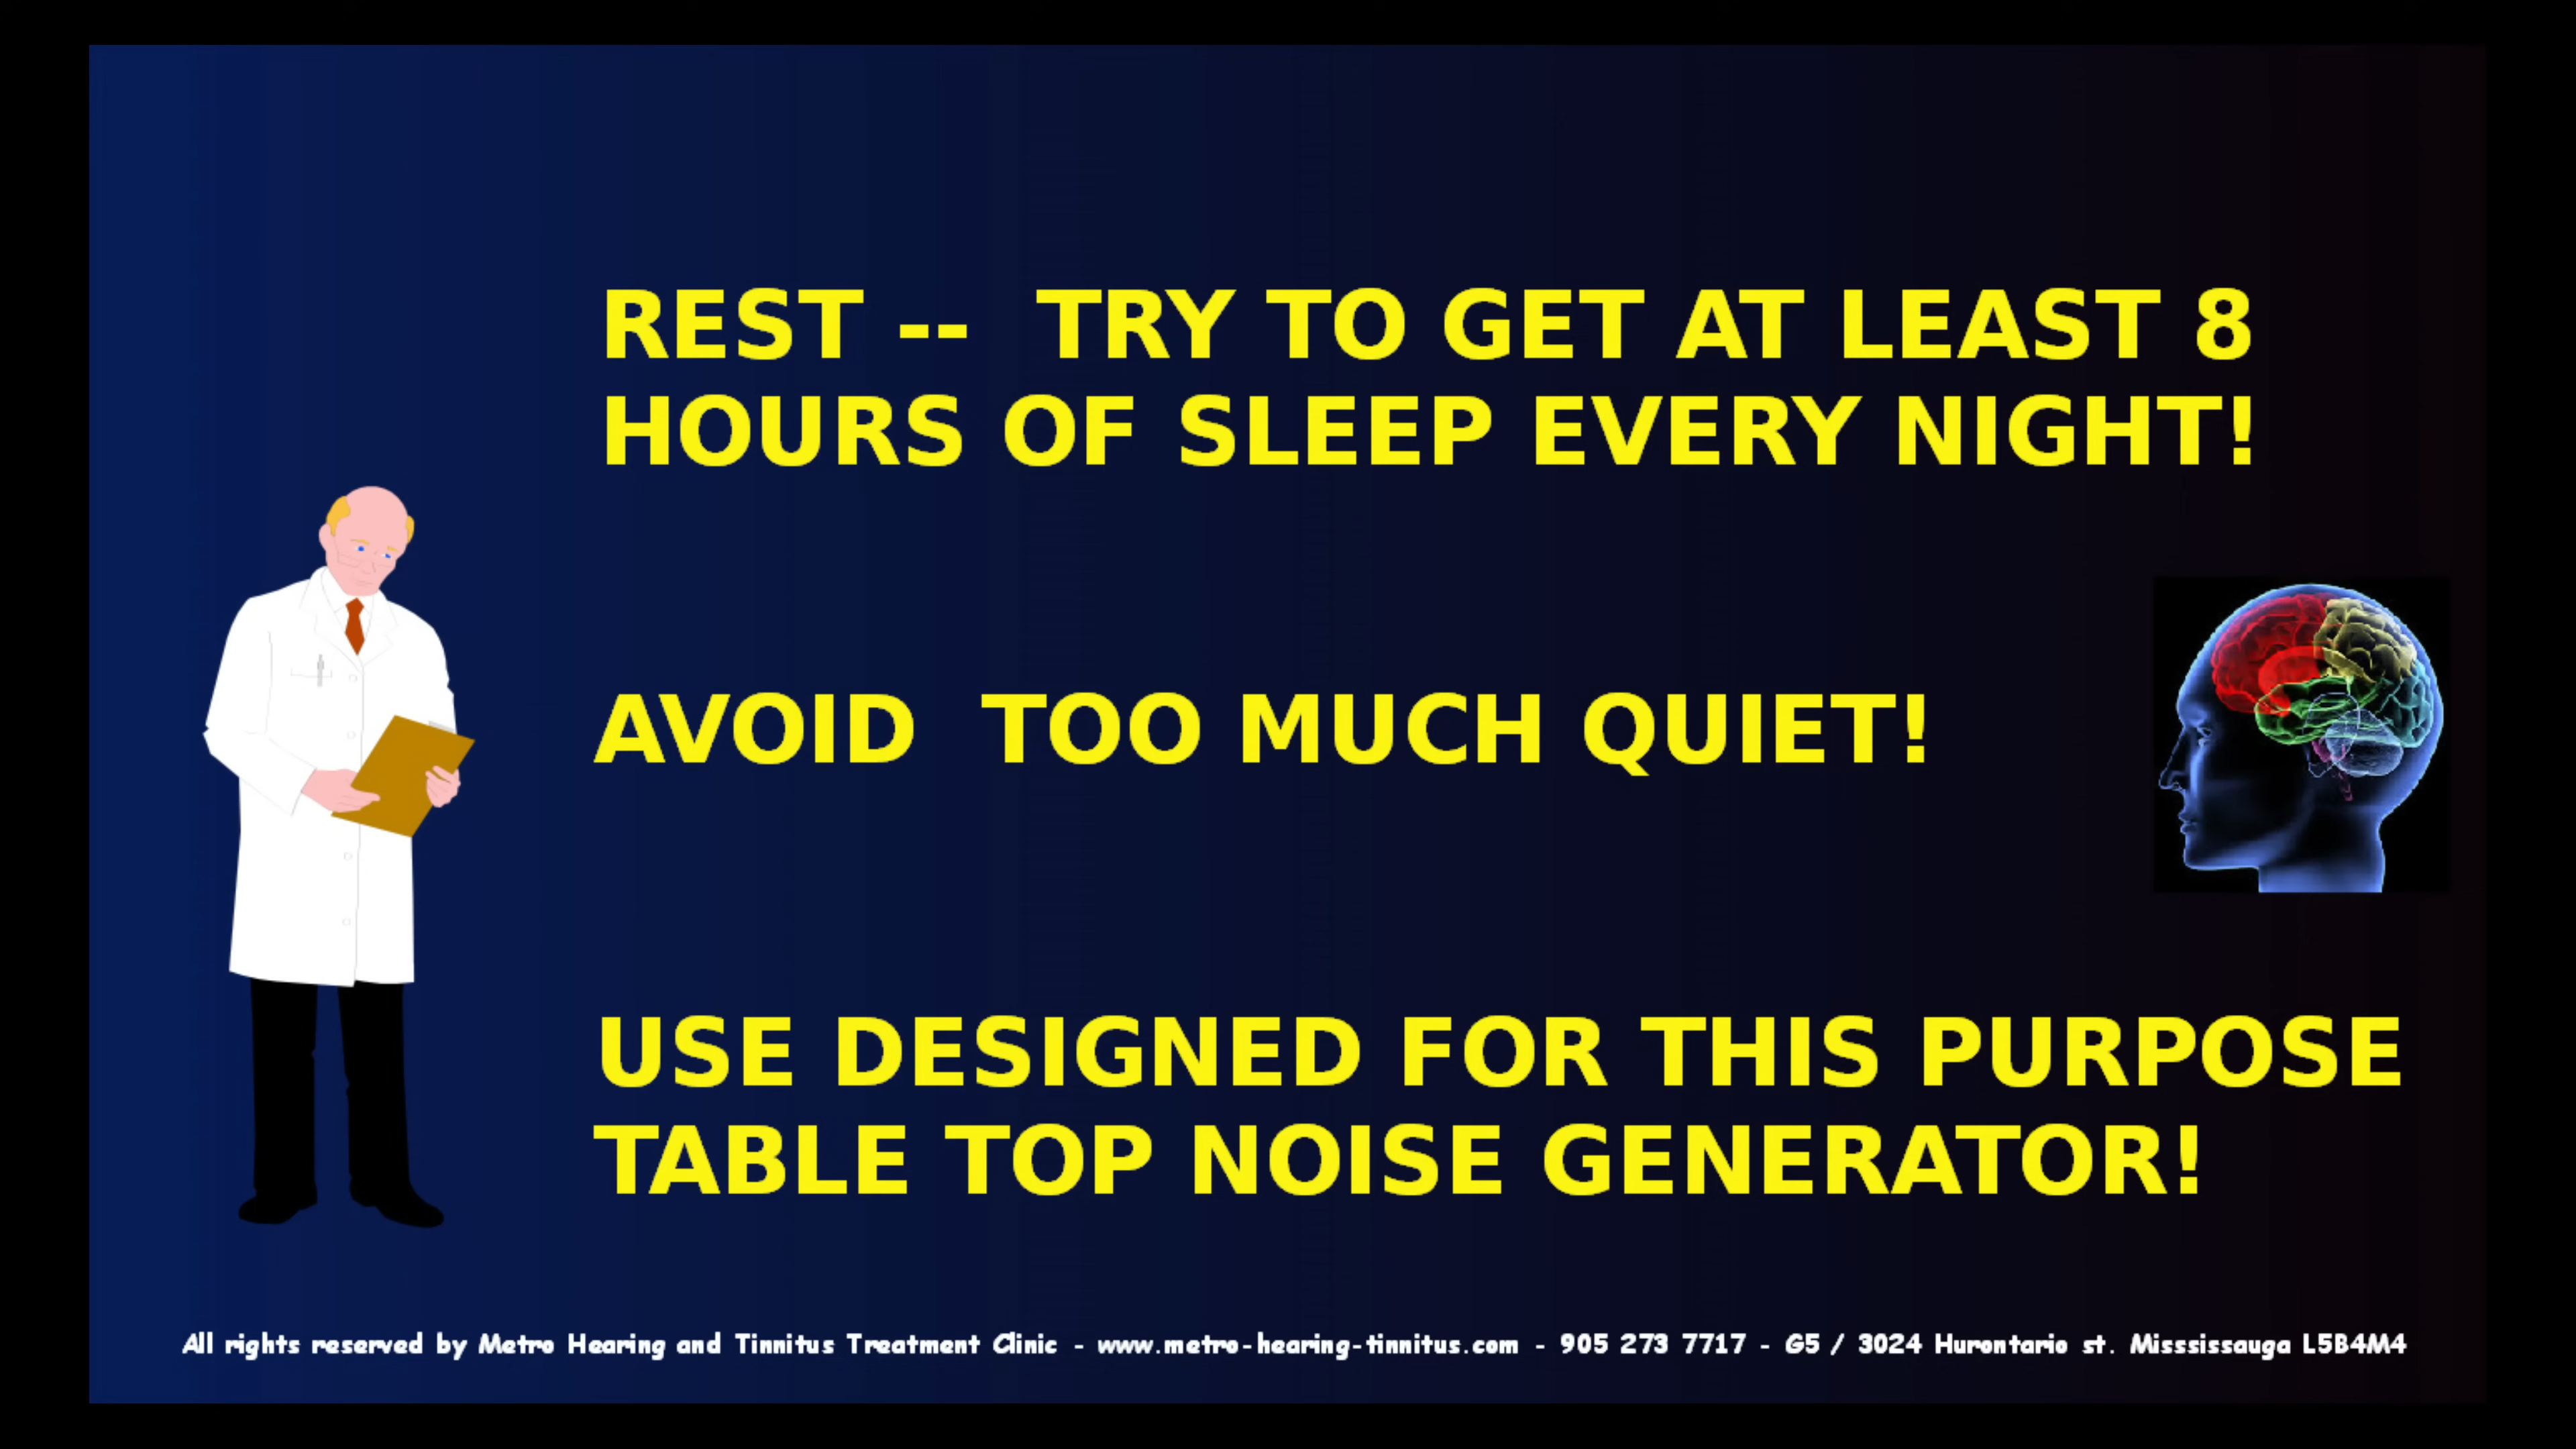 REST --  TRY TO GET AT LEAST 8
HOURS OF SLEEP EVERY NIGHT!
AVOID  TOO MUCH QUIET!
USE DESIGNED FOR THIS PURPOSE
TABLE TOP NOISE GENERATOR!
All rights reserved by Metro Hearing and Tinnitus Treatment Clinic - www.metro-hearing-tinnitus.com - 905 273 7717 - G5 / 3024 Hurontario st. Misssissauga L5B4M4